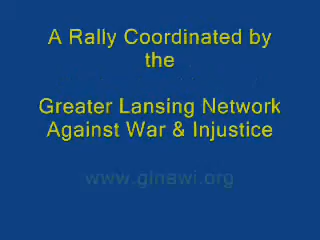 A Rally Coordinated by
the
Greater Lansing Network
Against War & Injustice
www.glnawi.org